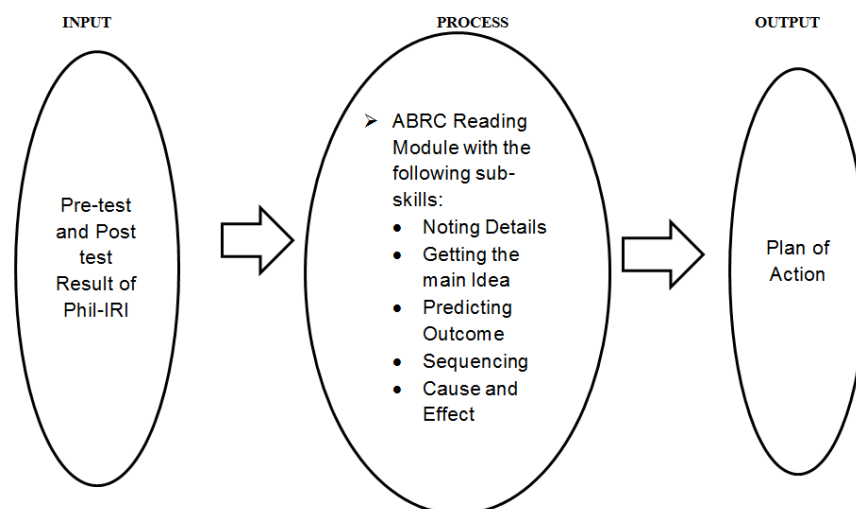 INPUT
PROCESS
OUTPUT
Pre-test
and Post
test
Result of
Phil-IRI
➢ ABRC Reading
Module with the
following sub-
skills:
• Noting Details
• Getting the
main Idea
• Predicting
Outcome
• Sequencing
• Cause and
Effect
Plan of
Action